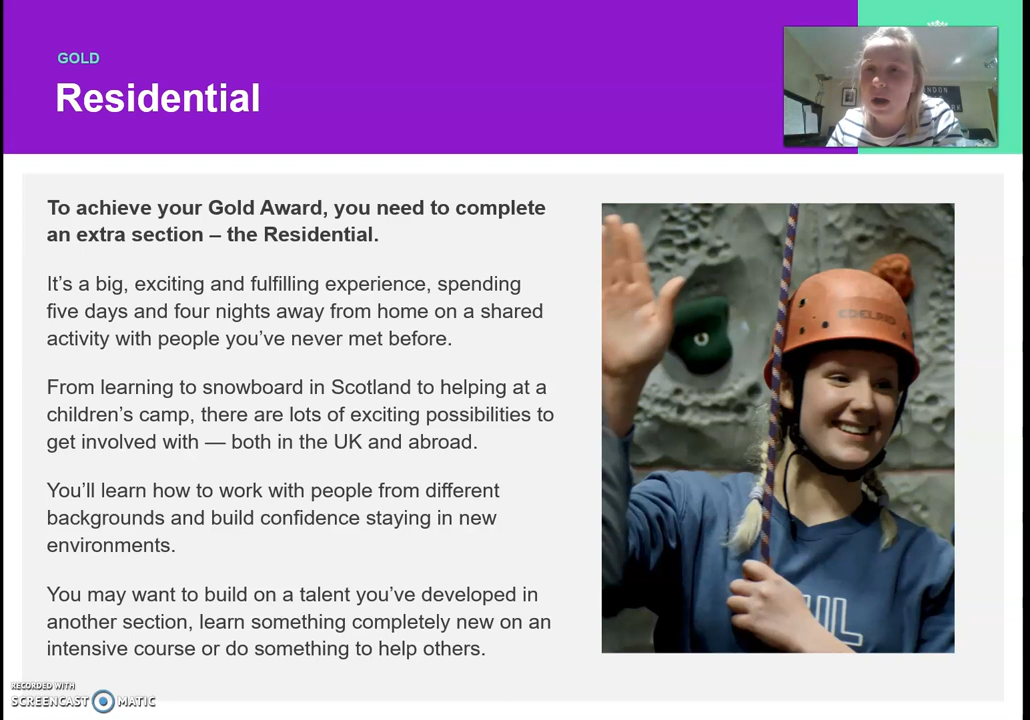 GOLD
Residential
NDON
RK
To achieve your Gold Award, you need to complete
an extra section – the Residential.
It’s a big, exciting and fulfilling experience, spending
five days and four nights away from home on a shared
activity with people you’ve never met before.
From learning to snowboard in Scotland to helping at a
children’s camp, there are lots of exciting possibilities to
get involved with — both in the UK and abroad.
You’ll learn how to work with people from different
backgrounds and build confidence staying in new
environments.
You may want to build on a talent you’ve developed in
another section, learn something completely new on an
intensive course or do something to help others.
EDELRID
RECORDED WITH
SCREENCAST MATIC